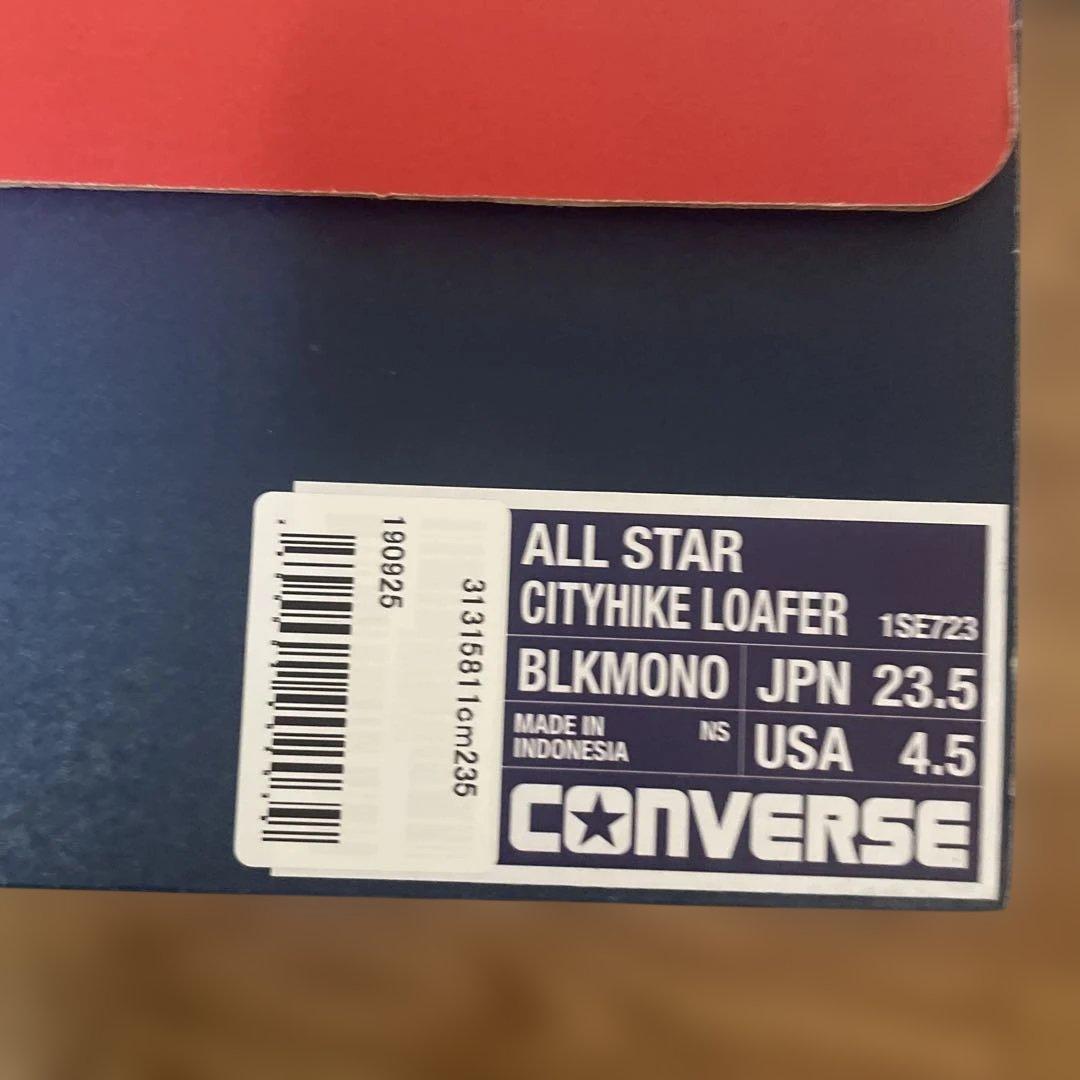 190925
31315811cm235
ALL STAR
CITYHIKE LOAFER 1SE723
BLKMONO JPN 23.5
MADE IN INDONESIA NS USA 4.5
CONVERSE